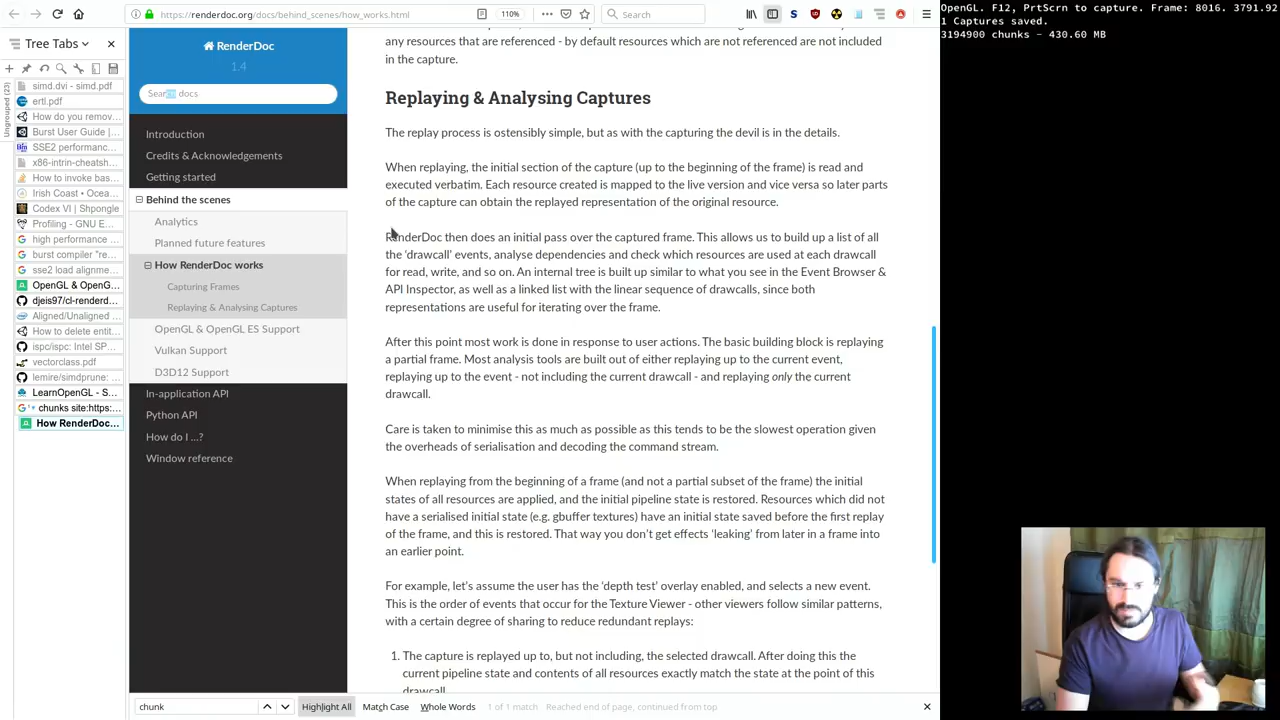 https://renderdoc.org/docs/behind_scenes/how_works.html
110%
Search
OpenGL. F12, PrtScrn to capture. Frame: 8016. 3791.92
1 Captures saved.
3194900 chunks - 430.60 MB
Tree Tabs
Ungrouped (23)
simd.dvi - simd.pdf
ertl.pdf
How do you remov...
Burst User Guide |...
SSE2 performanc...
x86-intrin-cheatsh...
How to invoke bas...
Irish Coast • Ocea...
Codex VI | Shpongle
Profiling - GNU E...
high performance ...
burst compiler "re...
sse2 load alignme...
OpenGL & OpenG...
djeis97/cl-renderd...
Aligned/Unaligned ...
How to delete entit...
ispc/ispc: Intel SP...
vectorclass.pdf
lemire/simdprune: ...
LearnOpenGL - S...
chunks site:https:...
How RenderDoc...
RenderDoc
1.4
Search docs
Introduction
Credits & Acknowledgements
Getting started
Behind the scenes
Analytics
Planned future features
How RenderDoc works
Capturing Frames
Replaying & Analysing Captures
OpenGL & OpenGL ES Support
Vulkan Support
D3D12 Support
In-application API
Python API
How do I ...?
Window reference
any resources that are referenced - by default resources which are not referenced are not included
in the capture.
Replaying & Analysing Captures
The replay process is ostensibly simple, but as with the capturing the devil is in the details.
When replaying, the initial section of the capture (up to the beginning of the frame) is read and
executed verbatim. Each resource created is mapped to the live version and vice versa so later parts
of the capture can obtain the replayed representation of the original resource.
RenderDoc then does an initial pass over the captured frame. This allows us to build up a list of all
the ‘drawcall’ events, analyse dependencies and check which resources are used at each drawcall
for read, write, and so on. An internal tree is built up similar to what you see in the Event Browser &
API Inspector, as well as a linked list with the linear sequence of drawcalls, since both
representations are useful for iterating over the frame.
After this point most work is done in response to user actions. The basic building block is replaying
a partial frame. Most analysis tools are built out of either replaying up to the current event,
replaying up to the event - not including the current drawcall - and replaying only the current
drawcall.
Care is taken to minimise this as much as possible as this tends to be the slowest operation given
the overheads of serialisation and decoding the command stream.
When replaying from the beginning of a frame (and not a partial subset of the frame) the initial
states of all resources are applied, and the initial pipeline state is restored. Resources which did not
have a serialised initial state (e.g. gbuffer textures) have an initial state saved before the first replay
of the frame, and this is restored. That way you don’t get effects ‘leaking’ from later in a frame into
an earlier point.
For example, let’s assume the user has the ‘depth test’ overlay enabled, and selects a new event.
This is the order of events that occur for the Texture Viewer - other viewers follow similar patterns,
with a certain degree of sharing to reduce redundant replays:
1. The capture is replayed up to, but not including, the selected drawcall. After doing this the
current pipeline state and contents of all resources exactly match the state at the point of this
drawcall
chunk
Highlight All
Match Case
Whole Words
1 of 1 match
Reached end of page, continued from top